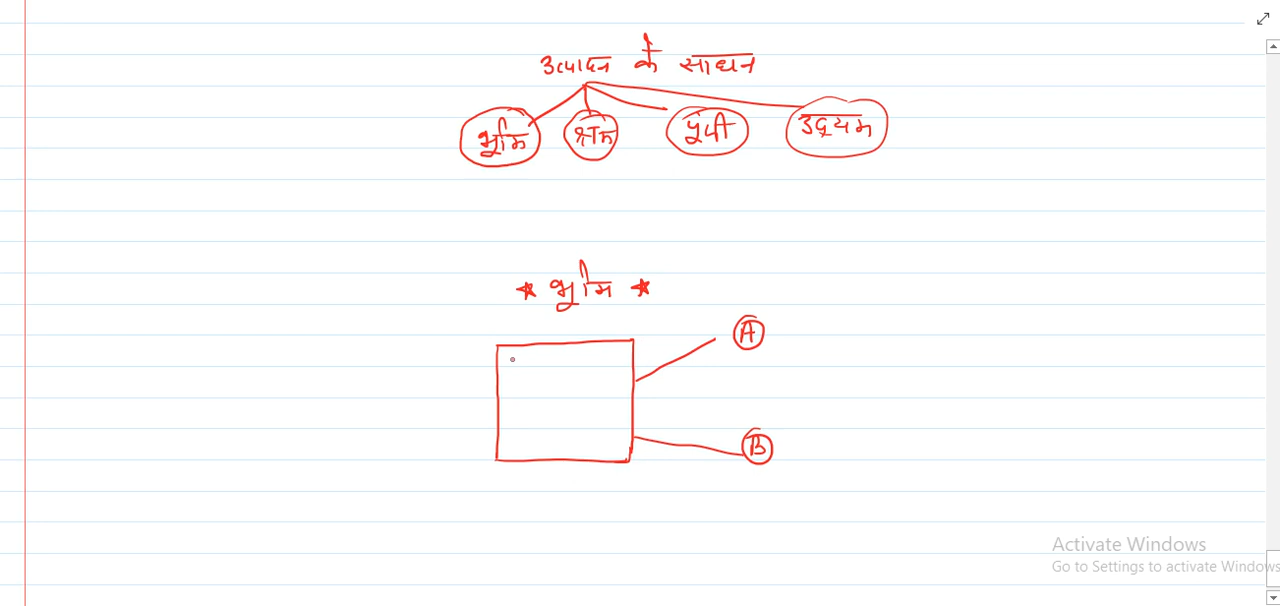 उत्पादन के साधन
भूमि श्रम पूंजी उद्यम
* भूमि *
A
B
Activate Windows
Go to Settings to activate Windows